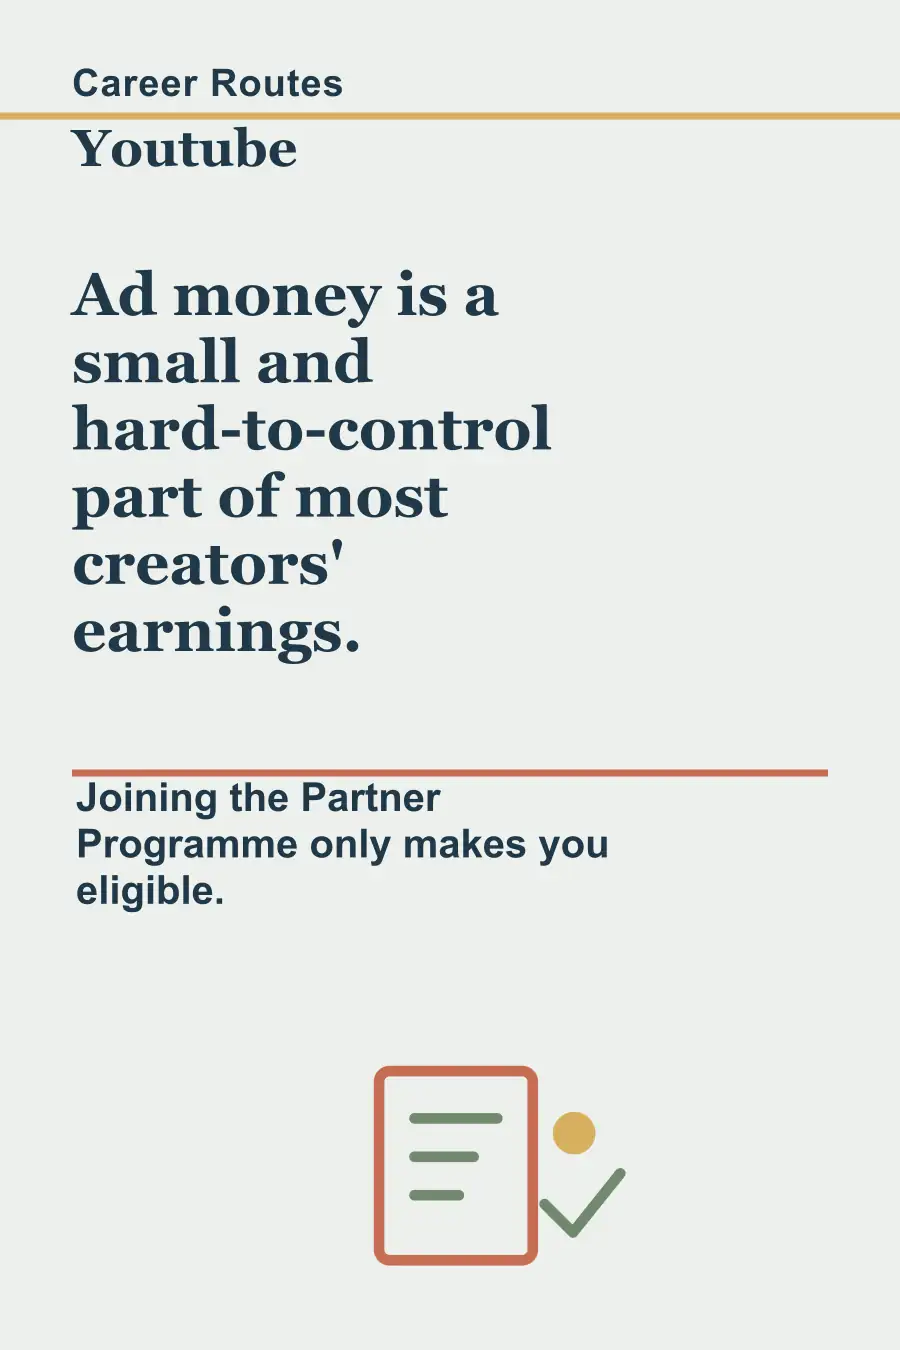 Career Routes
Youtube
Ad money is a
small and
hard-to-control
part of most
creators'
earnings.
Joining the Partner
Programme only makes you
eligible.